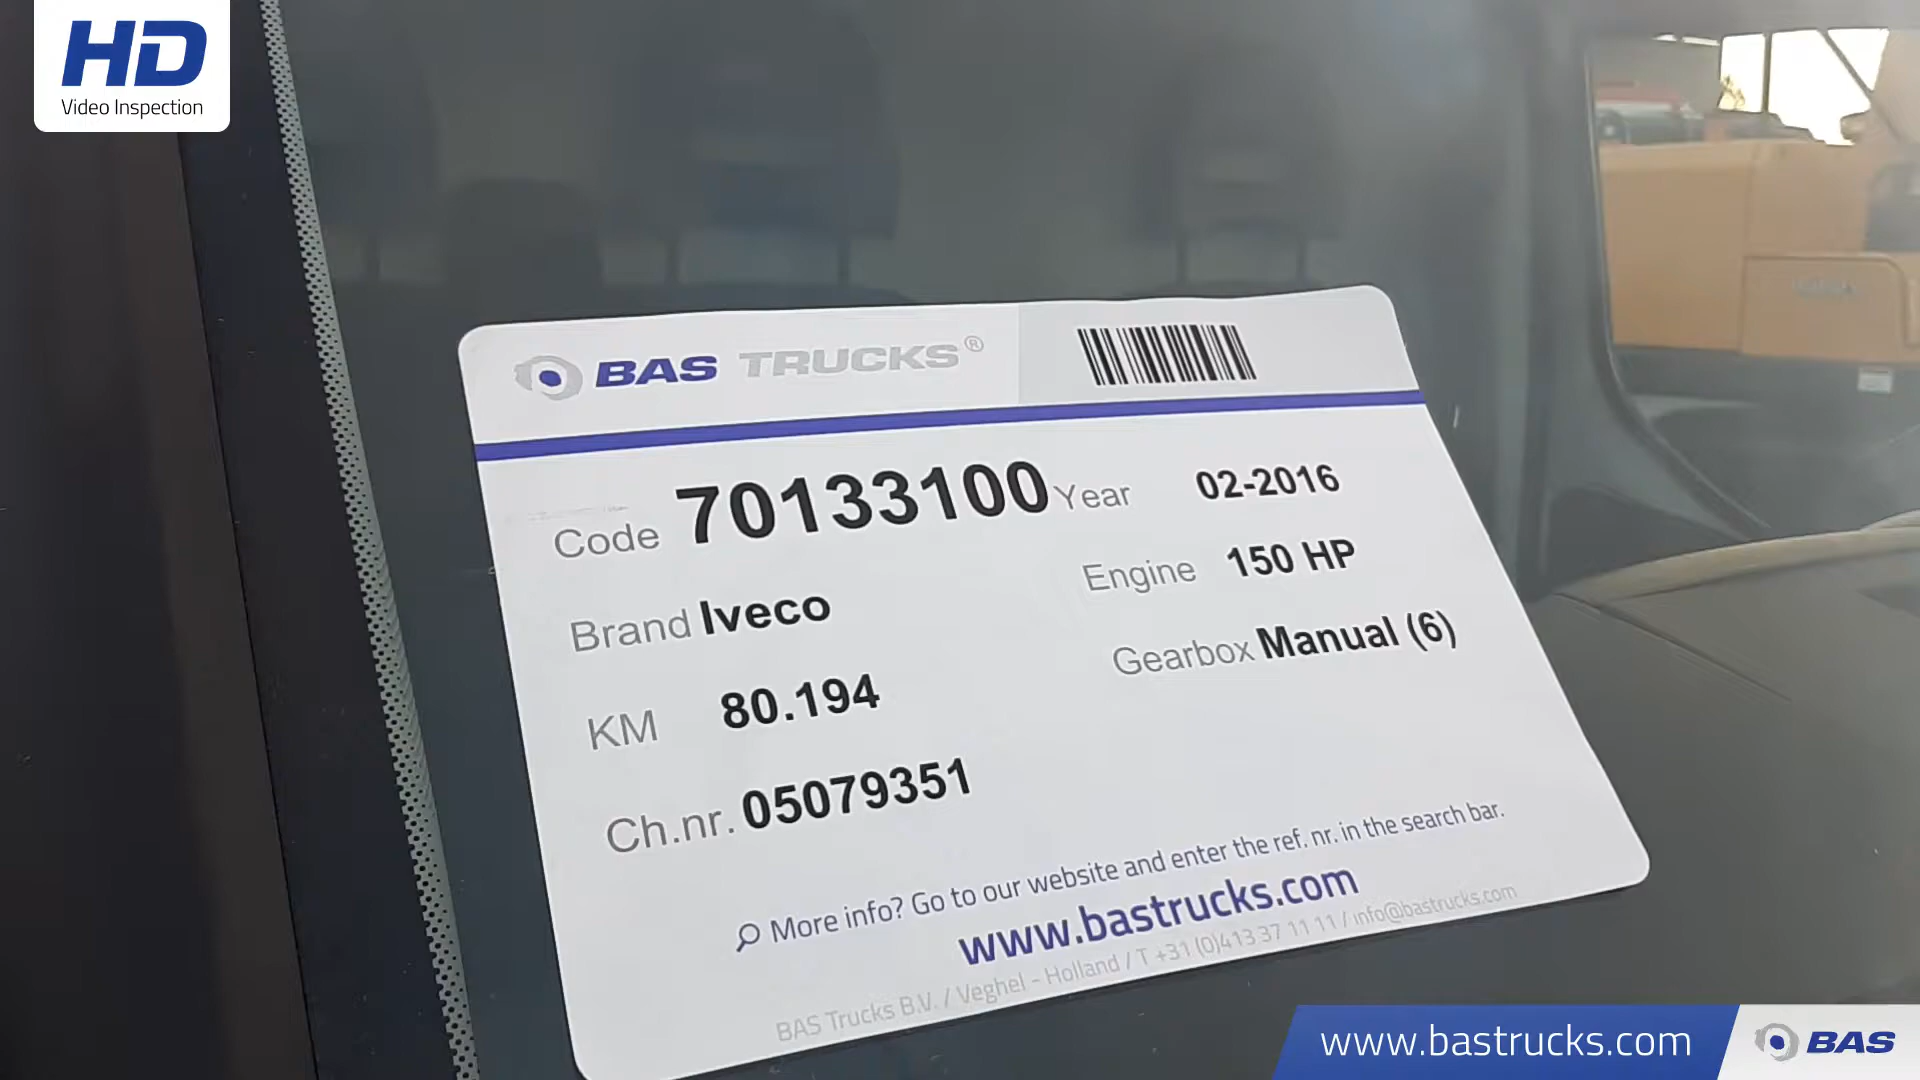 HD
Video Inspection
BAS TRUCKS®
Code 70133100 Year 02-2016
Engine 150 HP
Brand Iveco
Gearbox Manual (6)
KM 80.194
Ch.nr. 05079351
More info? Go to our website and enter the ref. nr. in the search bar.
www.bastrucks.com
BAS Trucks B.V. / Veghel - Holland / T +31 (0)413 37 11 11 / info@bastrucks.com
www.bastrucks.com
BAS